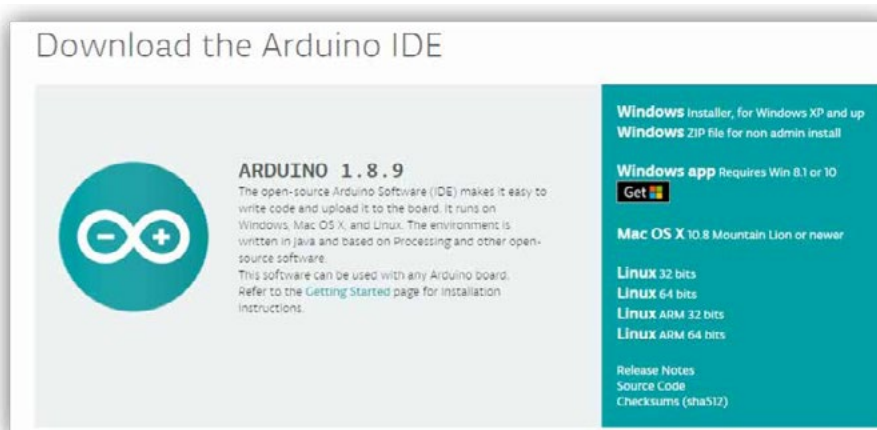 Download the Arduino IDE
ARDUINO 1.8.9
The open-source Arduino Software (IDE) makes it easy to
write code and upload it to the board. It runs on
Windows, Mac OS X, and Linux. The environment is
written in Java and based on Processing and other open-
source software.
This software can be used with any Arduino board.
Refer to the Getting Started page for Installation
instructions.
Windows Installer, for Windows XP and up
Windows ZIP file for non admin install
Windows app Requires Win 8.1 or 10
Get
Mac OS X 10.8 Mountain Lion or newer
Linux 32 bits
Linux 64 bits
Linux ARM 32 bits
Linux ARM 64 bits
Release Notes
Source Code
Checksums (sha512)